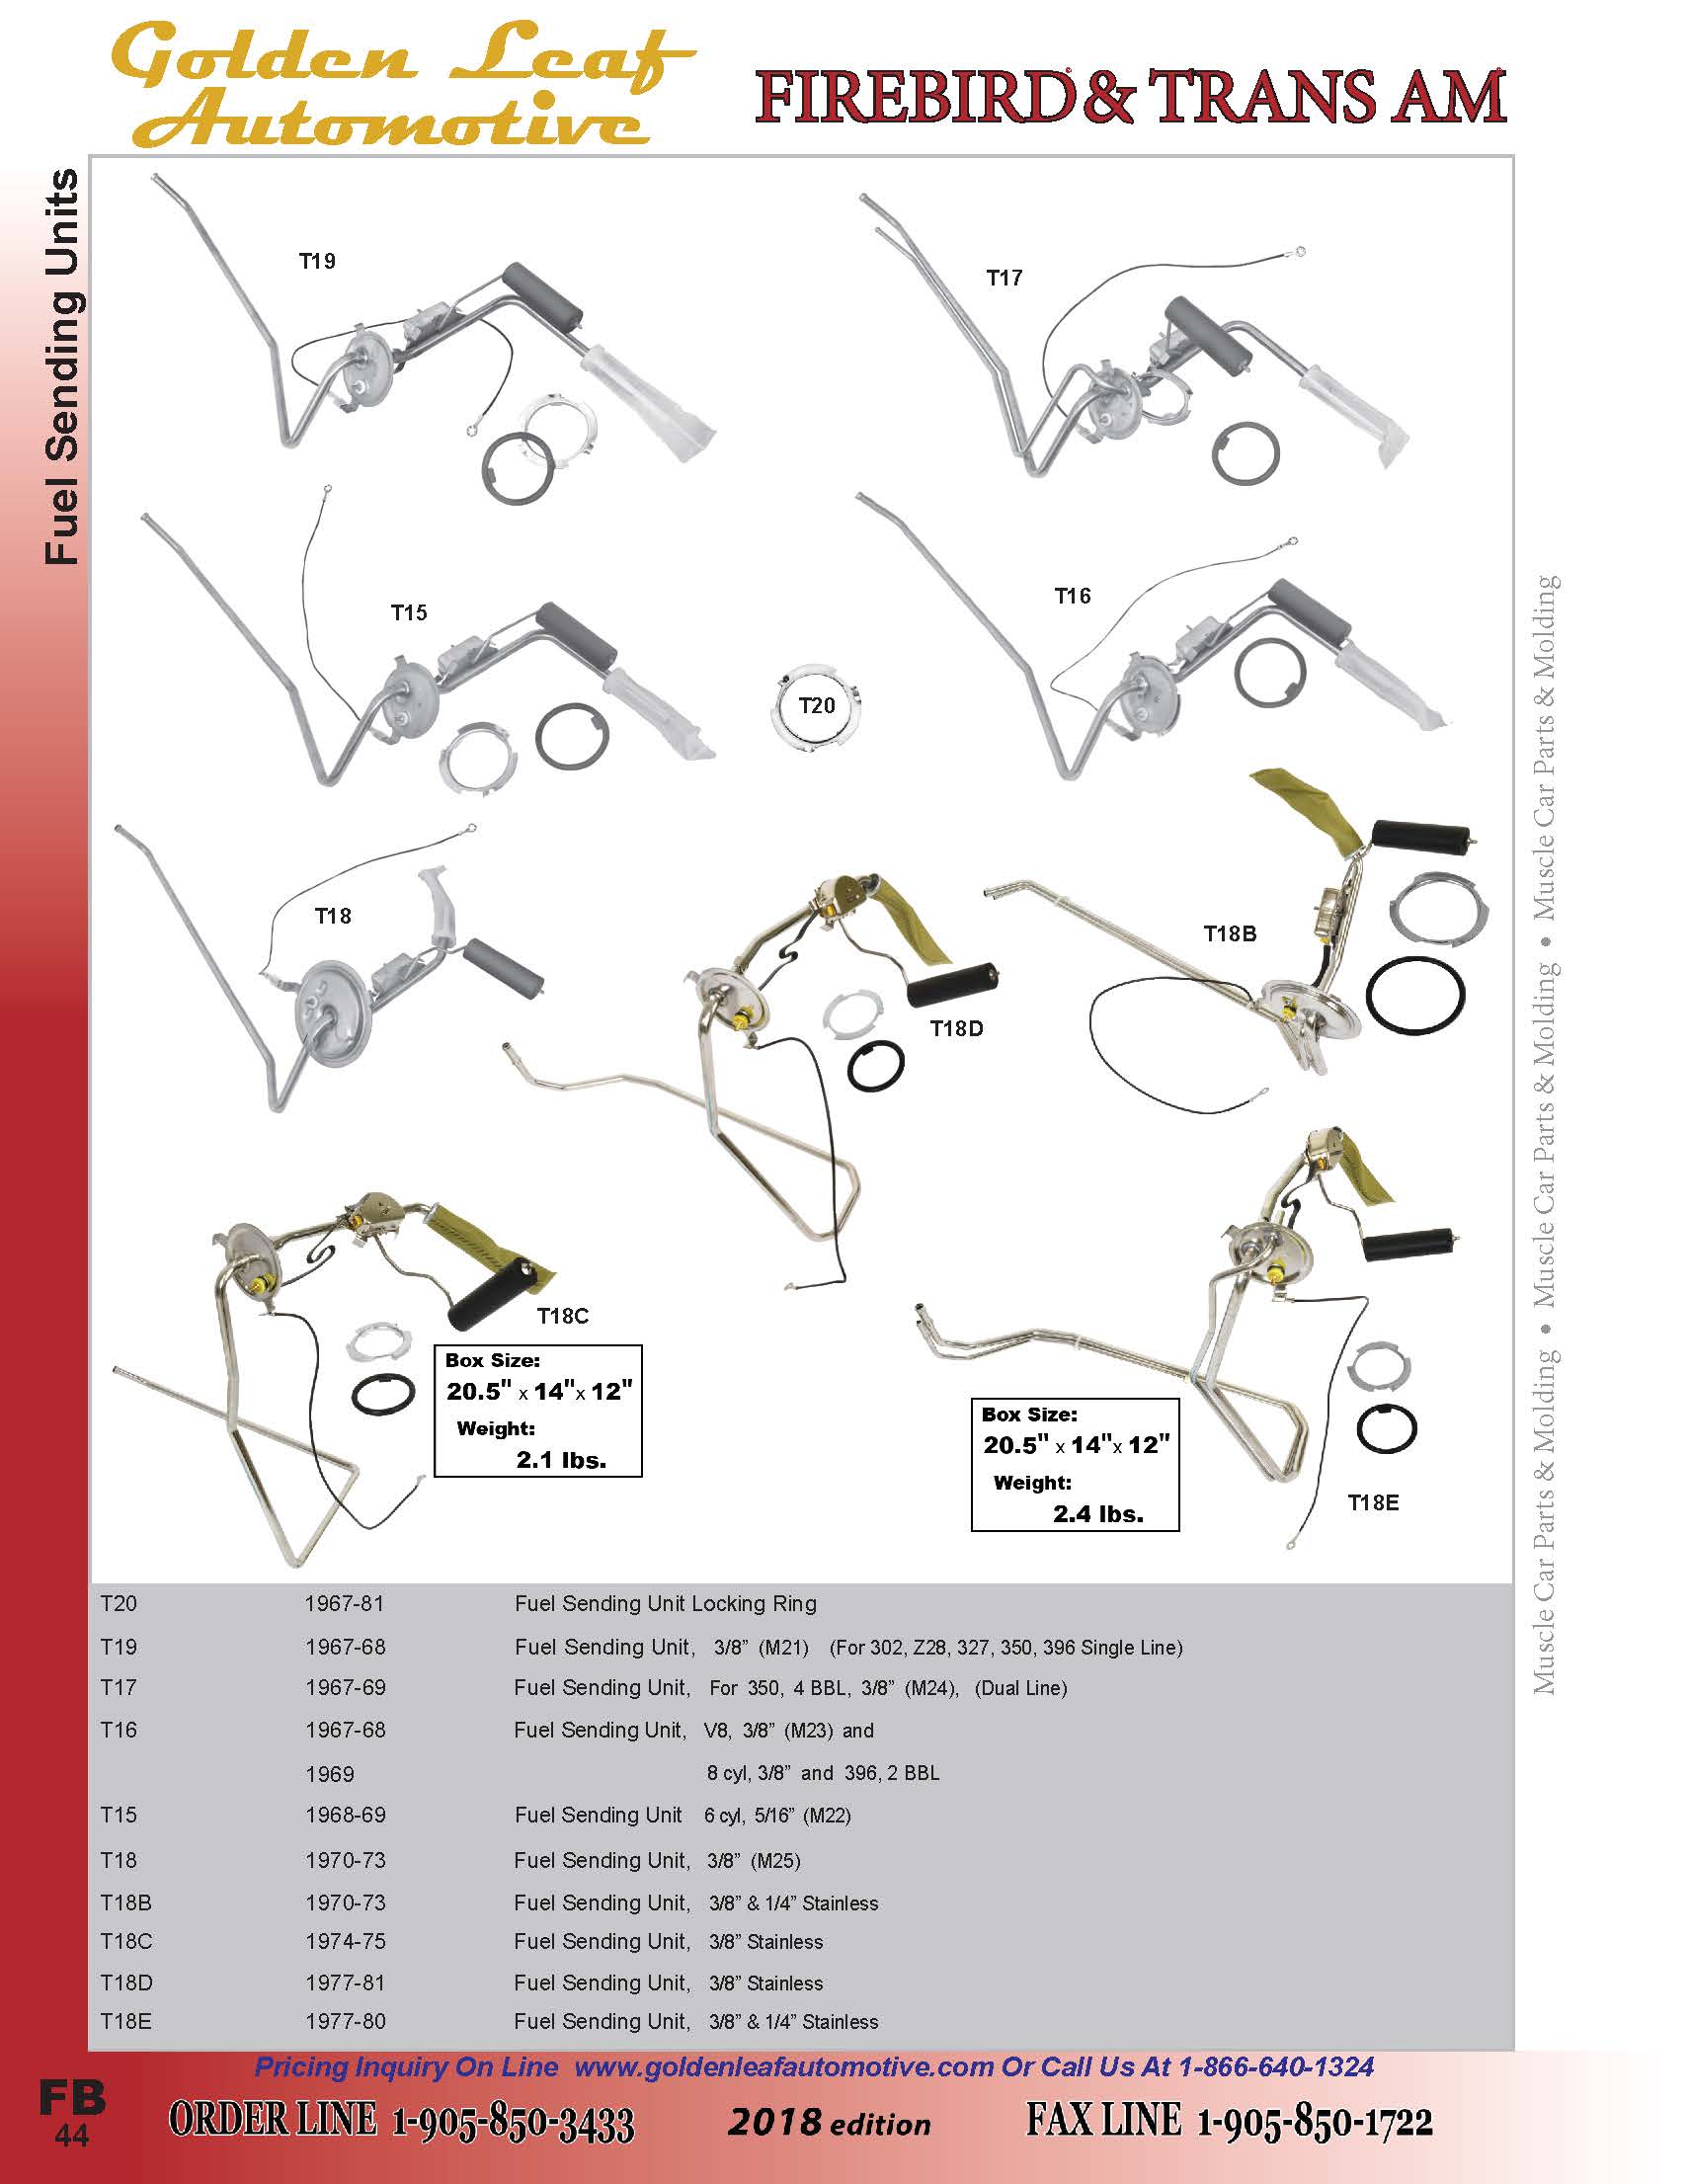 Golden Leaf
Automotive
FIREBIRD & TRANS AM
Fuel Sending Units
T19
T17
T15
T16
T20
T18
T18B
T18D
T18C
Box Size:
20.5" x 14"x 12"
Weight:
2.1 lbs.
Box Size:
20.5" x 14"x 12"
Weight:
2.4 lbs.
T18E
Muscle Car Parts & Molding • Muscle Car Parts & Molding • Muscle Car Parts & Molding
T20 1967-81 Fuel Sending Unit Locking Ring
T19 1967-68 Fuel Sending Unit, 3/8” (M21) (For 302, Z28, 327, 350, 396 Single Line)
T17 1967-69 Fuel Sending Unit, For 350, 4 BBL, 3/8” (M24), (Dual Line)
T16 1967-68 Fuel Sending Unit, V8, 3/8” (M23) and
1969 8 cyl, 3/8” and 396, 2 BBL
T15 1968-69 Fuel Sending Unit 6 cyl, 5/16” (M22)
T18 1970-73 Fuel Sending Unit, 3/8” (M25)
T18B 1970-73 Fuel Sending Unit, 3/8” & 1/4” Stainless
T18C 1974-75 Fuel Sending Unit, 3/8” Stainless
T18D 1977-81 Fuel Sending Unit, 3/8” Stainless
T18E 1977-80 Fuel Sending Unit, 3/8” & 1/4” Stainless
Pricing Inquiry On Line www.goldenleafautomotive.com Or Call Us At 1-866-640-1324
FB
44
ORDER LINE 1-905-850-3433
2018 edition
FAX LINE 1-905-850-1722